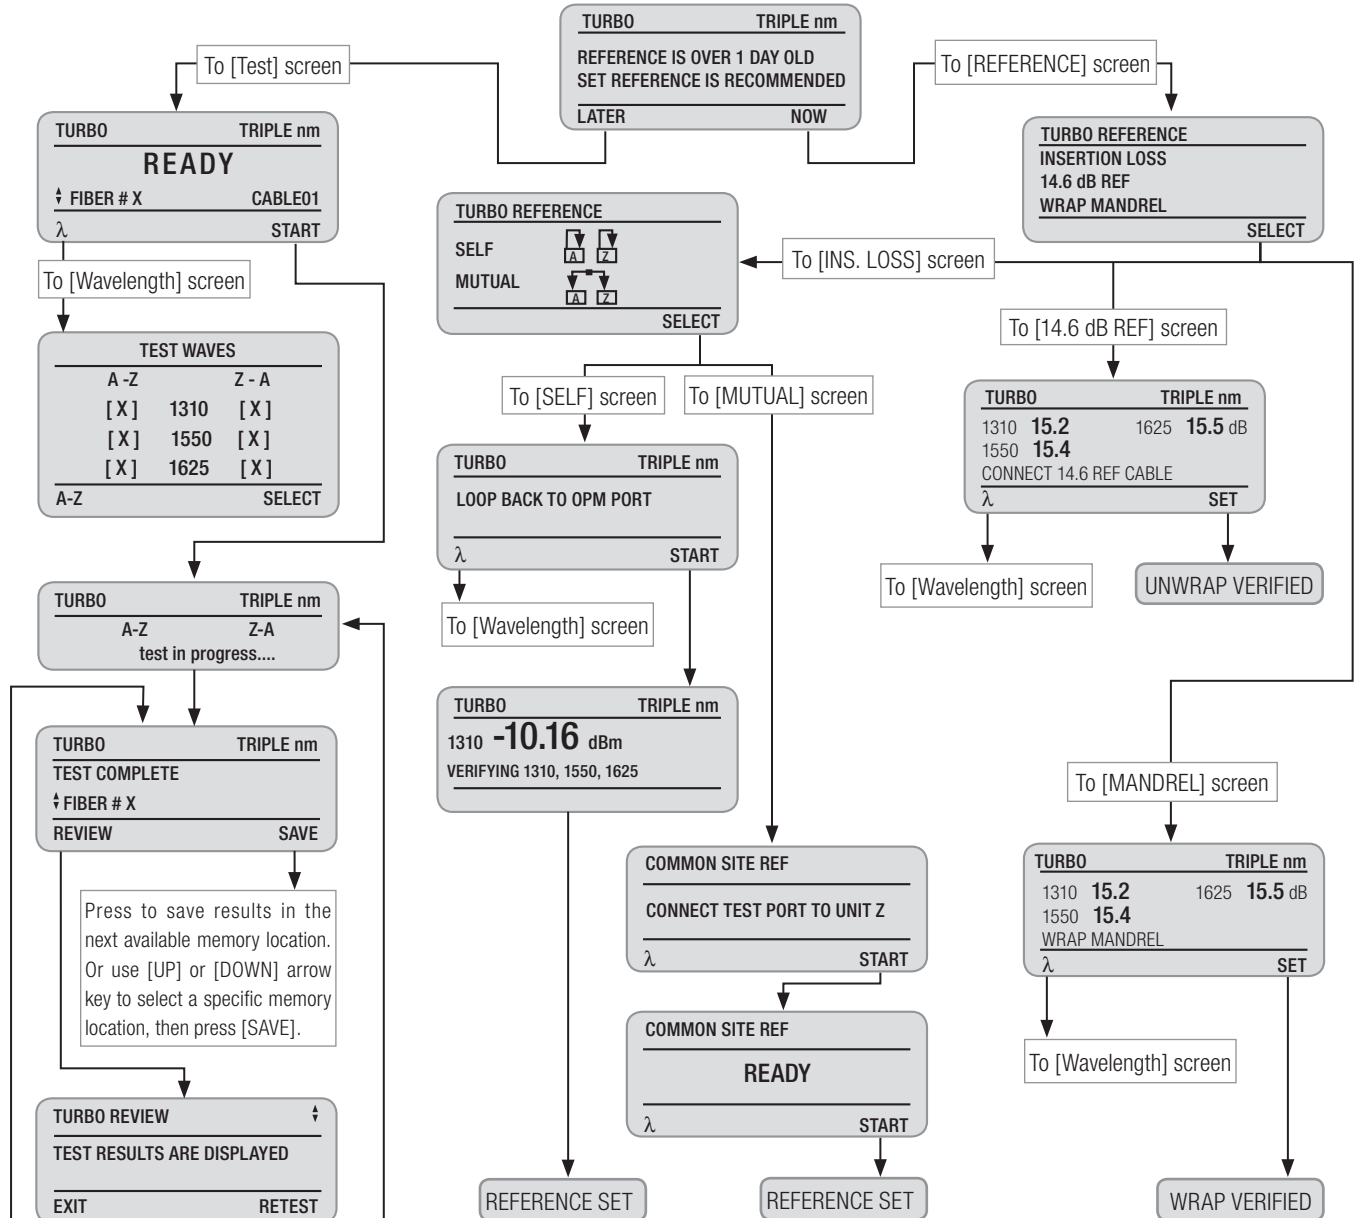 TURBO TRIPLE nm
REFERENCE IS OVER 1 DAY OLD
SET REFERENCE IS RECOMMENDED
LATER NOW
To [Test] screen
To [REFERENCE] screen
TURBO TRIPLE nm
READY
FIBER # X CABLE01
λ START
To [Wavelength] screen
TEST WAVES
A -Z Z - A
[ X ] 1310 [ X ]
[ X ] 1550 [ X ]
[ X ] 1625 [ X ]
A-Z SELECT
TURBO TRIPLE nm
A-Z Z-A
test in progress....
TURBO TRIPLE nm
TEST COMPLETE
FIBER # X
REVIEW SAVE
Press to save results in the
next available memory location.
Or use [UP] or [DOWN] arrow
key to select a specific memory
location, then press [SAVE].
TURBO REVIEW
TEST RESULTS ARE DISPLAYED
EXIT RETEST
TURBO REFERENCE
INSERTION LOSS
14.6 dB REF
WRAP MANDREL
SELECT
To [INS. LOSS] screen
TURBO REFERENCE
SELF A Z
MUTUAL A Z
SELECT
To [SELF] screen
To [MUTUAL] screen
TURBO TRIPLE nm
LOOP BACK TO OPM PORT
λ START
To [Wavelength] screen
TURBO TRIPLE nm
1310 -10.16 dBm
VERIFYING 1310, 1550, 1625
REFERENCE SET
COMMON SITE REF
CONNECT TEST PORT TO UNIT Z
λ START
COMMON SITE REF
READY
λ START
REFERENCE SET
To [14.6 dB REF] screen
TURBO TRIPLE nm
1310 15.2 1625 15.5 dB
1550 15.4
CONNECT 14.6 REF CABLE
λ SET
To [Wavelength] screen
UNWRAP VERIFIED
To [MANDREL] screen
TURBO TRIPLE nm
1310 15.2 1625 15.5 dB
1550 15.4
WRAP MANDREL
λ SET
To [Wavelength] screen
WRAP VERIFIED